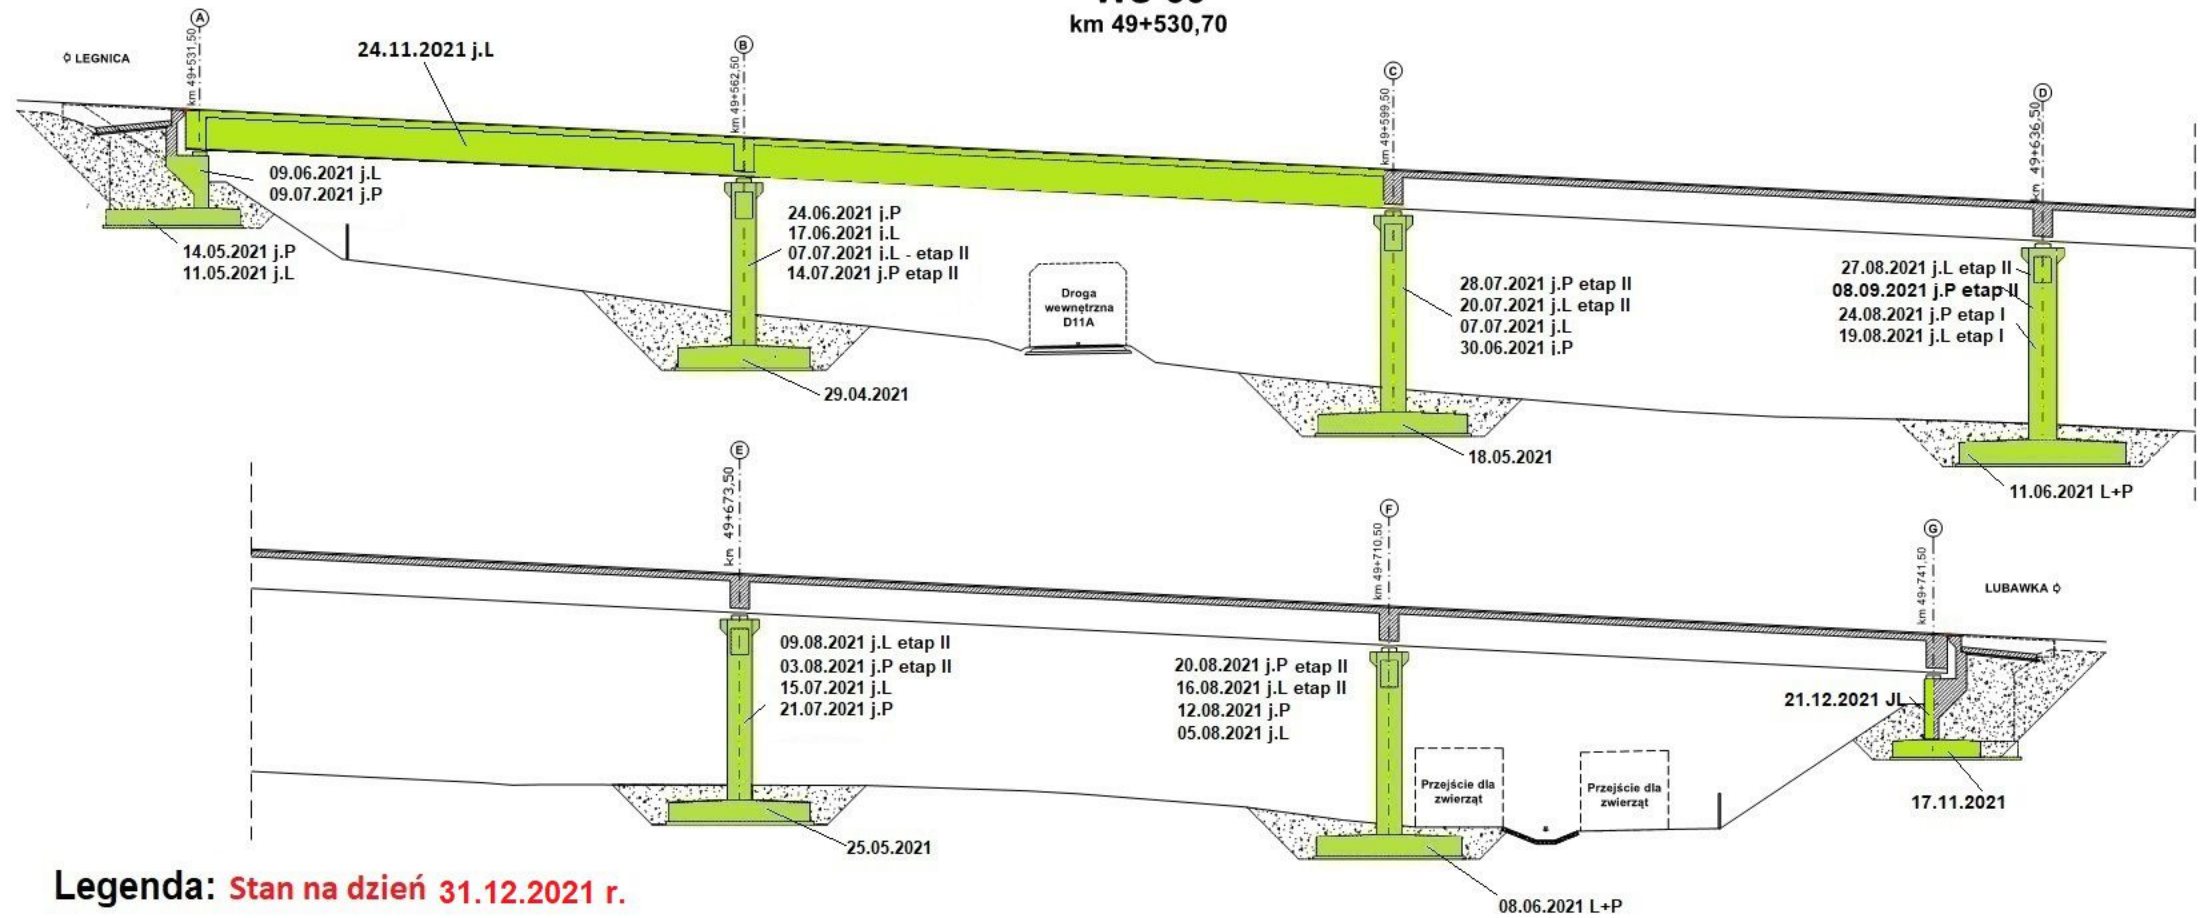 km 49+530,70
A
B
C
D
LEGNICA
km 49+531,50
24.11.2021 j.L
km 49+562,50
km 49+599,50
km 49+636,50
09.06.2021 j.L
09.07.2021 j.P
14.05.2021 j.P
11.05.2021 j.L
24.06.2021 j.P
17.06.2021 j.L
07.07.2021 j.L - etap II
14.07.2021 j.P etap II
29.04.2021
Droga
wewnętrzna
D11A
28.07.2021 j.P etap II
20.07.2021 j.L etap II
07.07.2021 j.L
30.06.2021 j.P
18.05.2021
27.08.2021 j.L etap II
08.09.2021 j.P etap II
24.08.2021 j.P etap I
19.08.2021 j.L etap I
11.06.2021 L+P
E
F
G
km 49+673,50
km 49+710,50
km 49+741,50
LUBAWKA
09.08.2021 j.L etap II
03.08.2021 j.P etap II
15.07.2021 j.L
21.07.2021 j.P
25.05.2021
20.08.2021 j.P etap II
16.08.2021 j.L etap II
12.08.2021 j.P
05.08.2021 j.L
08.06.2021 L+P
Przejście dla
zwierząt
Przejście dla
zwierząt
21.12.2021 JL
17.11.2021
Legenda: Stan na dzień 31.12.2021 r.